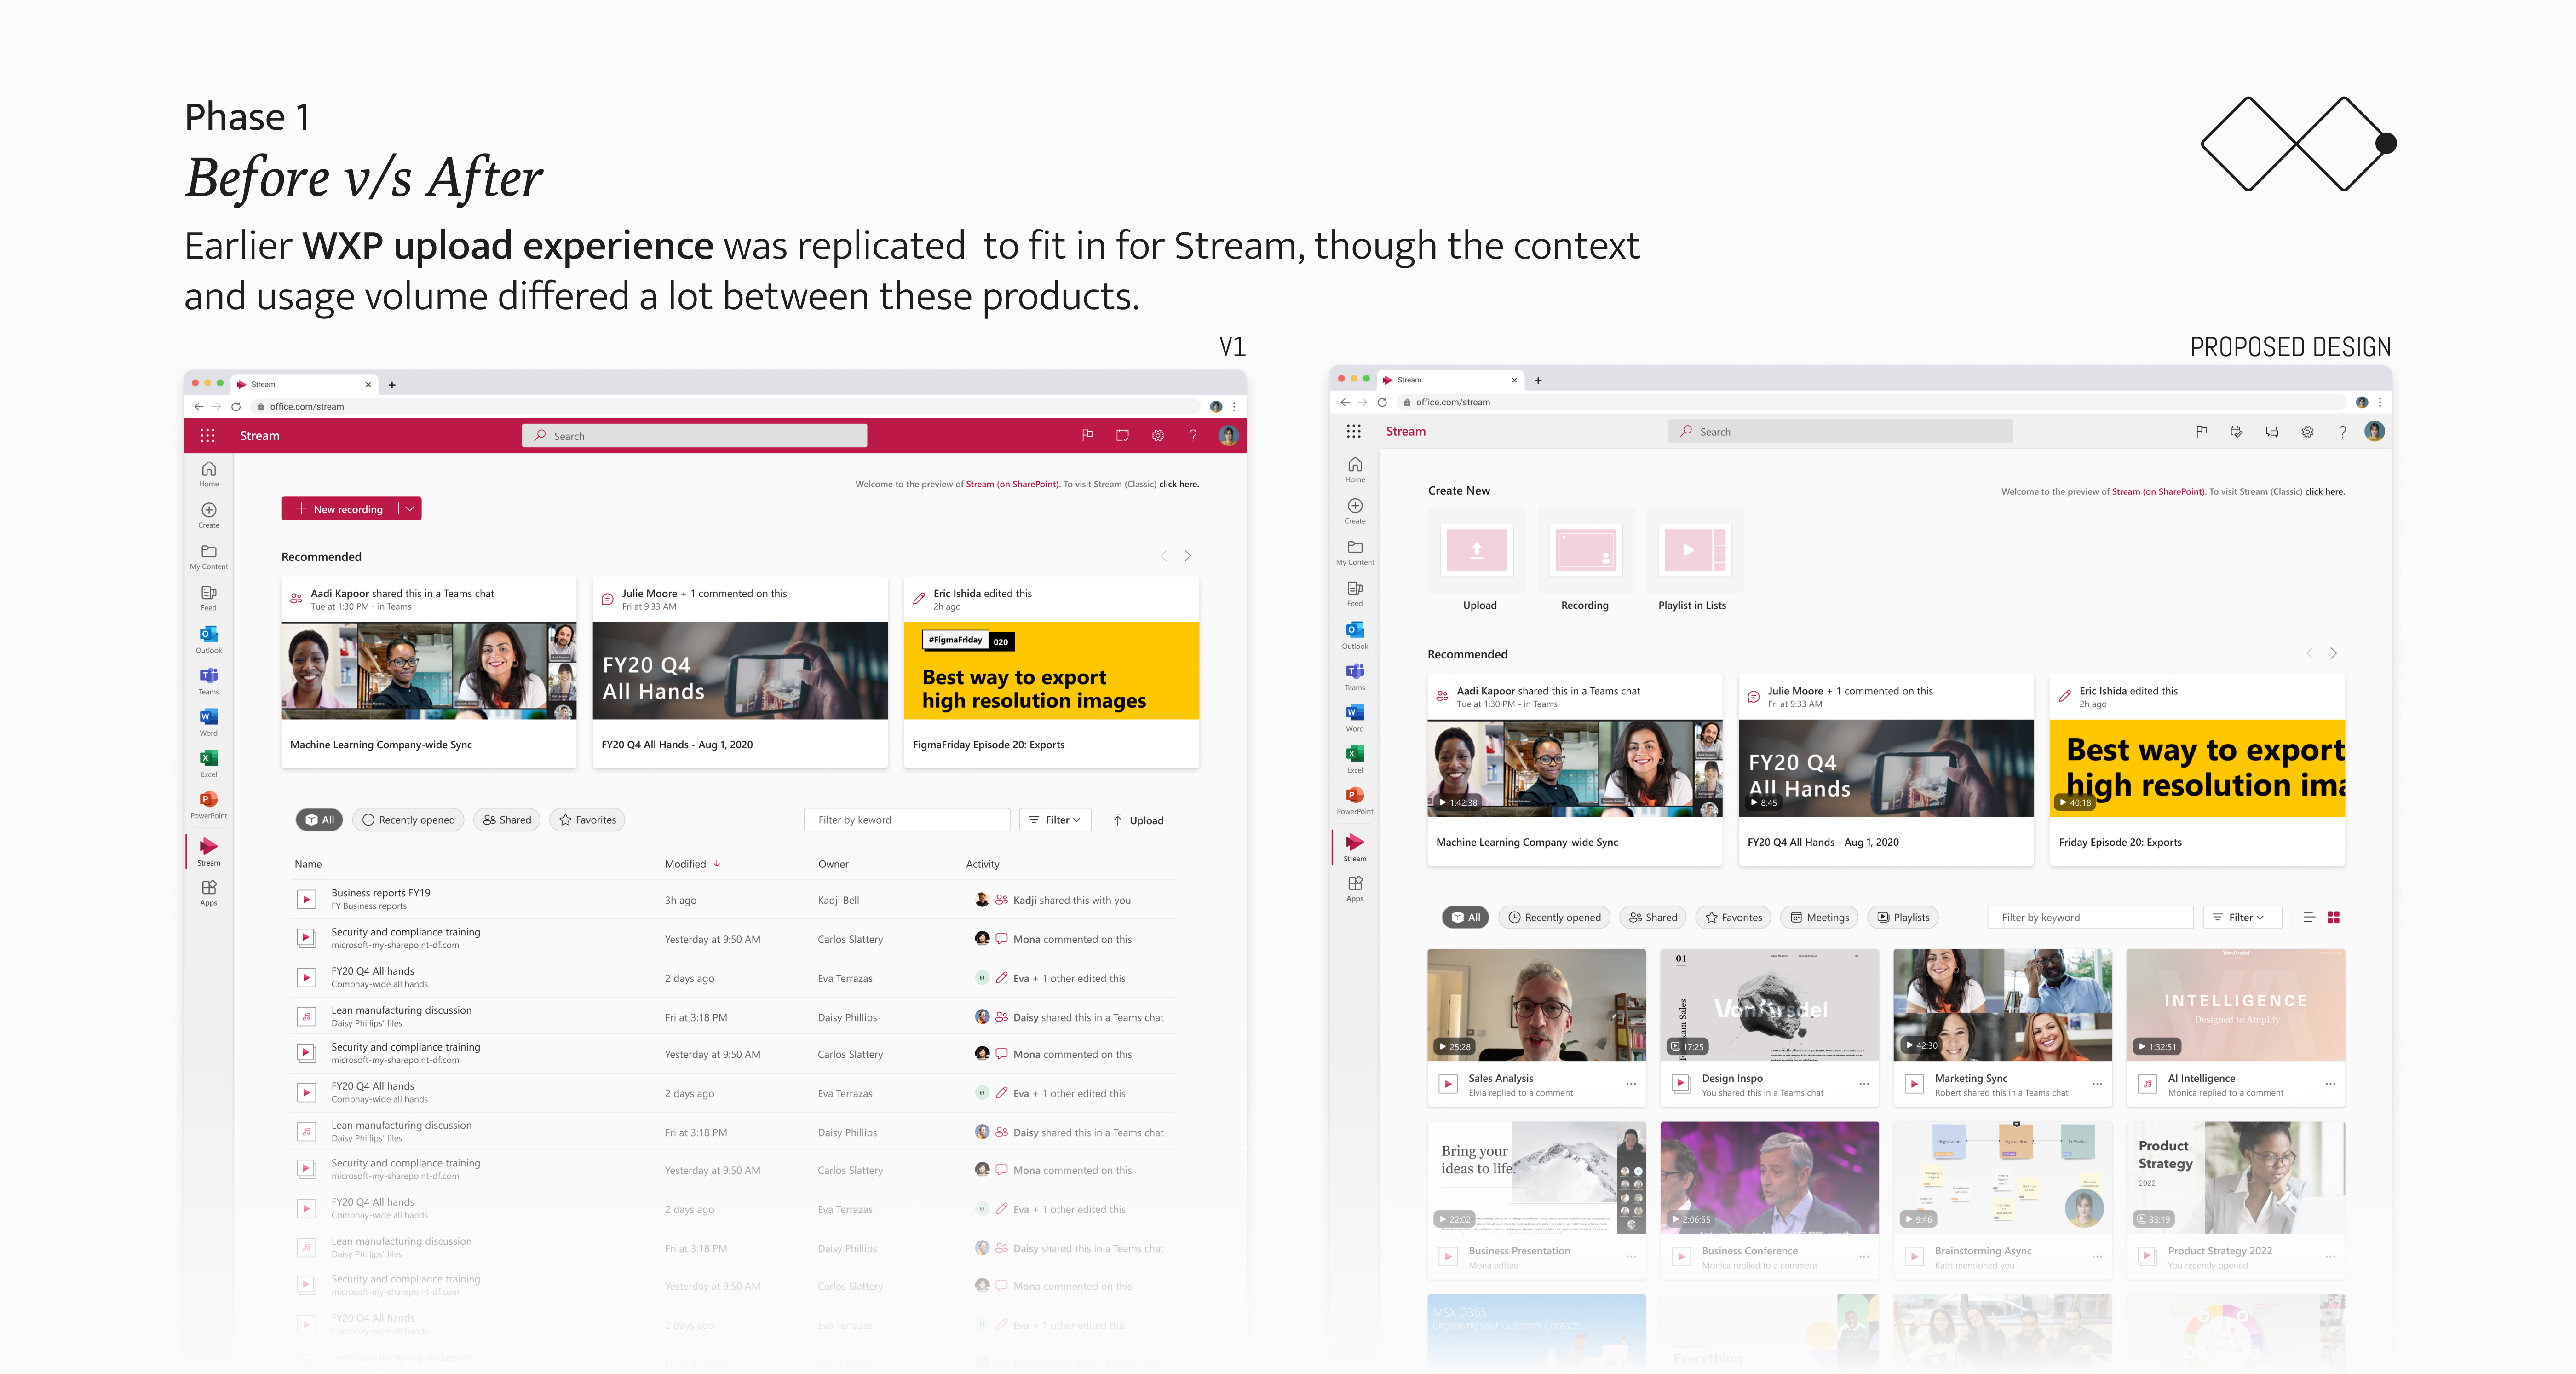 Phase 1
Before v/s After
Earlier WXP upload experience was replicated to fit in for Stream, though the context
and usage volume differed a lot between these products.
V1
Stream
office.com/stream
Stream
Search
Home
Create
My Content
Feed
Outlook
Teams
Word
Excel
PowerPoint
Stream
Apps
Welcome to the preview of Stream (on SharePoint). To visit Stream (Classic) click here.
New recording
Recommended
Aadi Kapoor shared this in a Teams chat
Tue at 1:30 PM - in Teams
Machine Learning Company-wide Sync
Julie Moore + 1 commented on this
Fri at 9:33 AM
FY20 Q4
All Hands
FY20 Q4 All Hands - Aug 1, 2020
Eric Ishida edited this
2h ago
#FigmaFriday 020
Best way to export
high resolution images
FigmaFriday Episode 20: Exports
All Recently opened Shared Favorites Filter by keword Filter Upload
Name Modified Owner Activity
Business reports FY19
FY Business reports
3h ago Kadji Bell Kadji shared this with you
Security and compliance training
microsoft-my-sharepoint-df.com
Yesterday at 9:50 AM Carlos Slattery Mona commented on this
FY20 Q4 All hands
Compnay-wide all hands
2 days ago Eva Terrazas ET Eva + 1 other edited this
Lean manufacturing discussion
Daisy Phillips' files
Fri at 3:18 PM Daisy Phillips Daisy shared this in a Teams chat
Security and compliance training
microsoft-my-sharepoint-df.com
Yesterday at 9:50 AM Carlos Slattery Mona commented on this
FY20 Q4 All hands
Compnay-wide all hands
2 days ago Eva Terrazas ET Eva + 1 other edited this
Lean manufacturing discussion
Daisy Phillips' files
Fri at 3:18 PM Daisy Phillips Daisy shared this in a Teams chat
Security and compliance training
microsoft-my-sharepoint-df.com
Yesterday at 9:50 AM Carlos Slattery Mona commented on this
FY20 Q4 All hands
Compnay-wide all hands
2 days ago Eva Terrazas ET Eva + 1 other edited this
Lean manufacturing discussion
Daisy Phillips' files
Fri at 3:18 PM Daisy Phillips Daisy shared this in a Teams chat
Security and compliance training
microsoft-my-sharepoint-df.com
Yesterday at 9:50 AM Carlos Slattery Mona commented on this
FY20 Q4 All hands
Compnay-wide all hands
2 days ago Eva Terrazas Eva + 1 other edited this
Lean manufacturing discussion
PROPOSED DESIGN
Stream
office.com/stream
Stream
Search
Home
Create
My Content
Feed
Outlook
Teams
Word
Excel
PowerPoint
Stream
Apps
Create New
Welcome to the preview of Stream (on SharePoint). To visit Stream (Classic) click here.
Upload Recording Playlist in Lists
Recommended
Aadi Kapoor shared this in a Teams chat
Tue at 1:30 PM - in Teams
1:42:38
Machine Learning Company-wide Sync
Julie Moore + 1 commented on this
Fri at 9:33 AM
FY20 Q4
All Hands
8:45
FY20 Q4 All Hands - Aug 1, 2020
Eric Ishida edited this
2h ago
Best way to export
high resolution ima
40:18
Friday Episode 20: Exports
All Recently opened Shared Favorites Meetings Playlists Filter by keyword Filter
25:28
Sales Analysis
Elvia replied to a comment
01
17:25
Design Inspo
You shared this in a Teams chat
42:30
Marketing Sync
Robert shared this in a Teams chat
INTELLIGENCE
Designed to Amplify
1:32:51
AI Intelligence
Monica replied to a comment
Bring your
ideas to life.
22:02
Business Presentation
Mona edited
2:06:55
Business Conference
Monica replied to a comment
9:46
Brainstorming Async
Katri mentioned you
Product
Strategy
2022
33:19
Product Strategy 2022
You recently opened
MSX D365
Organising your Customer Contacts
Everything